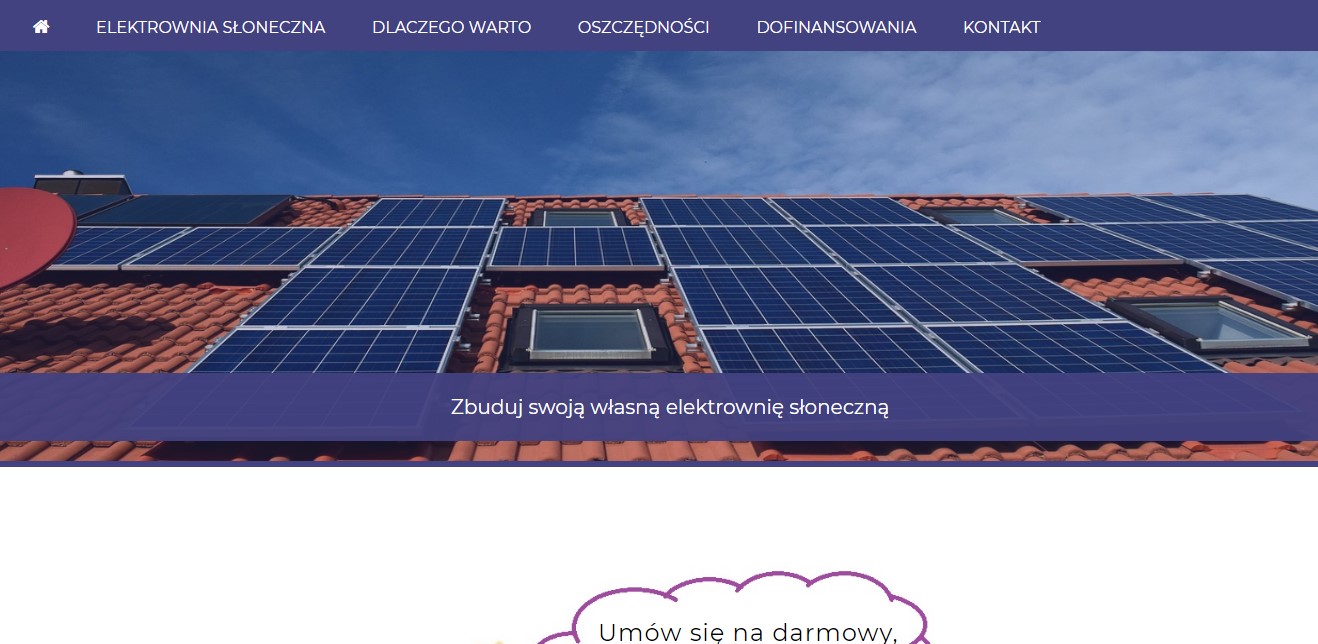 ELEKTROWNIA SŁONECZNA DLACZEGO WARTO OSZCZĘDNOŚCI DOFINANSOWANIA KONTAKT
Zbuduj swoją własną elektrownię słoneczną
Umów się na darmowy,